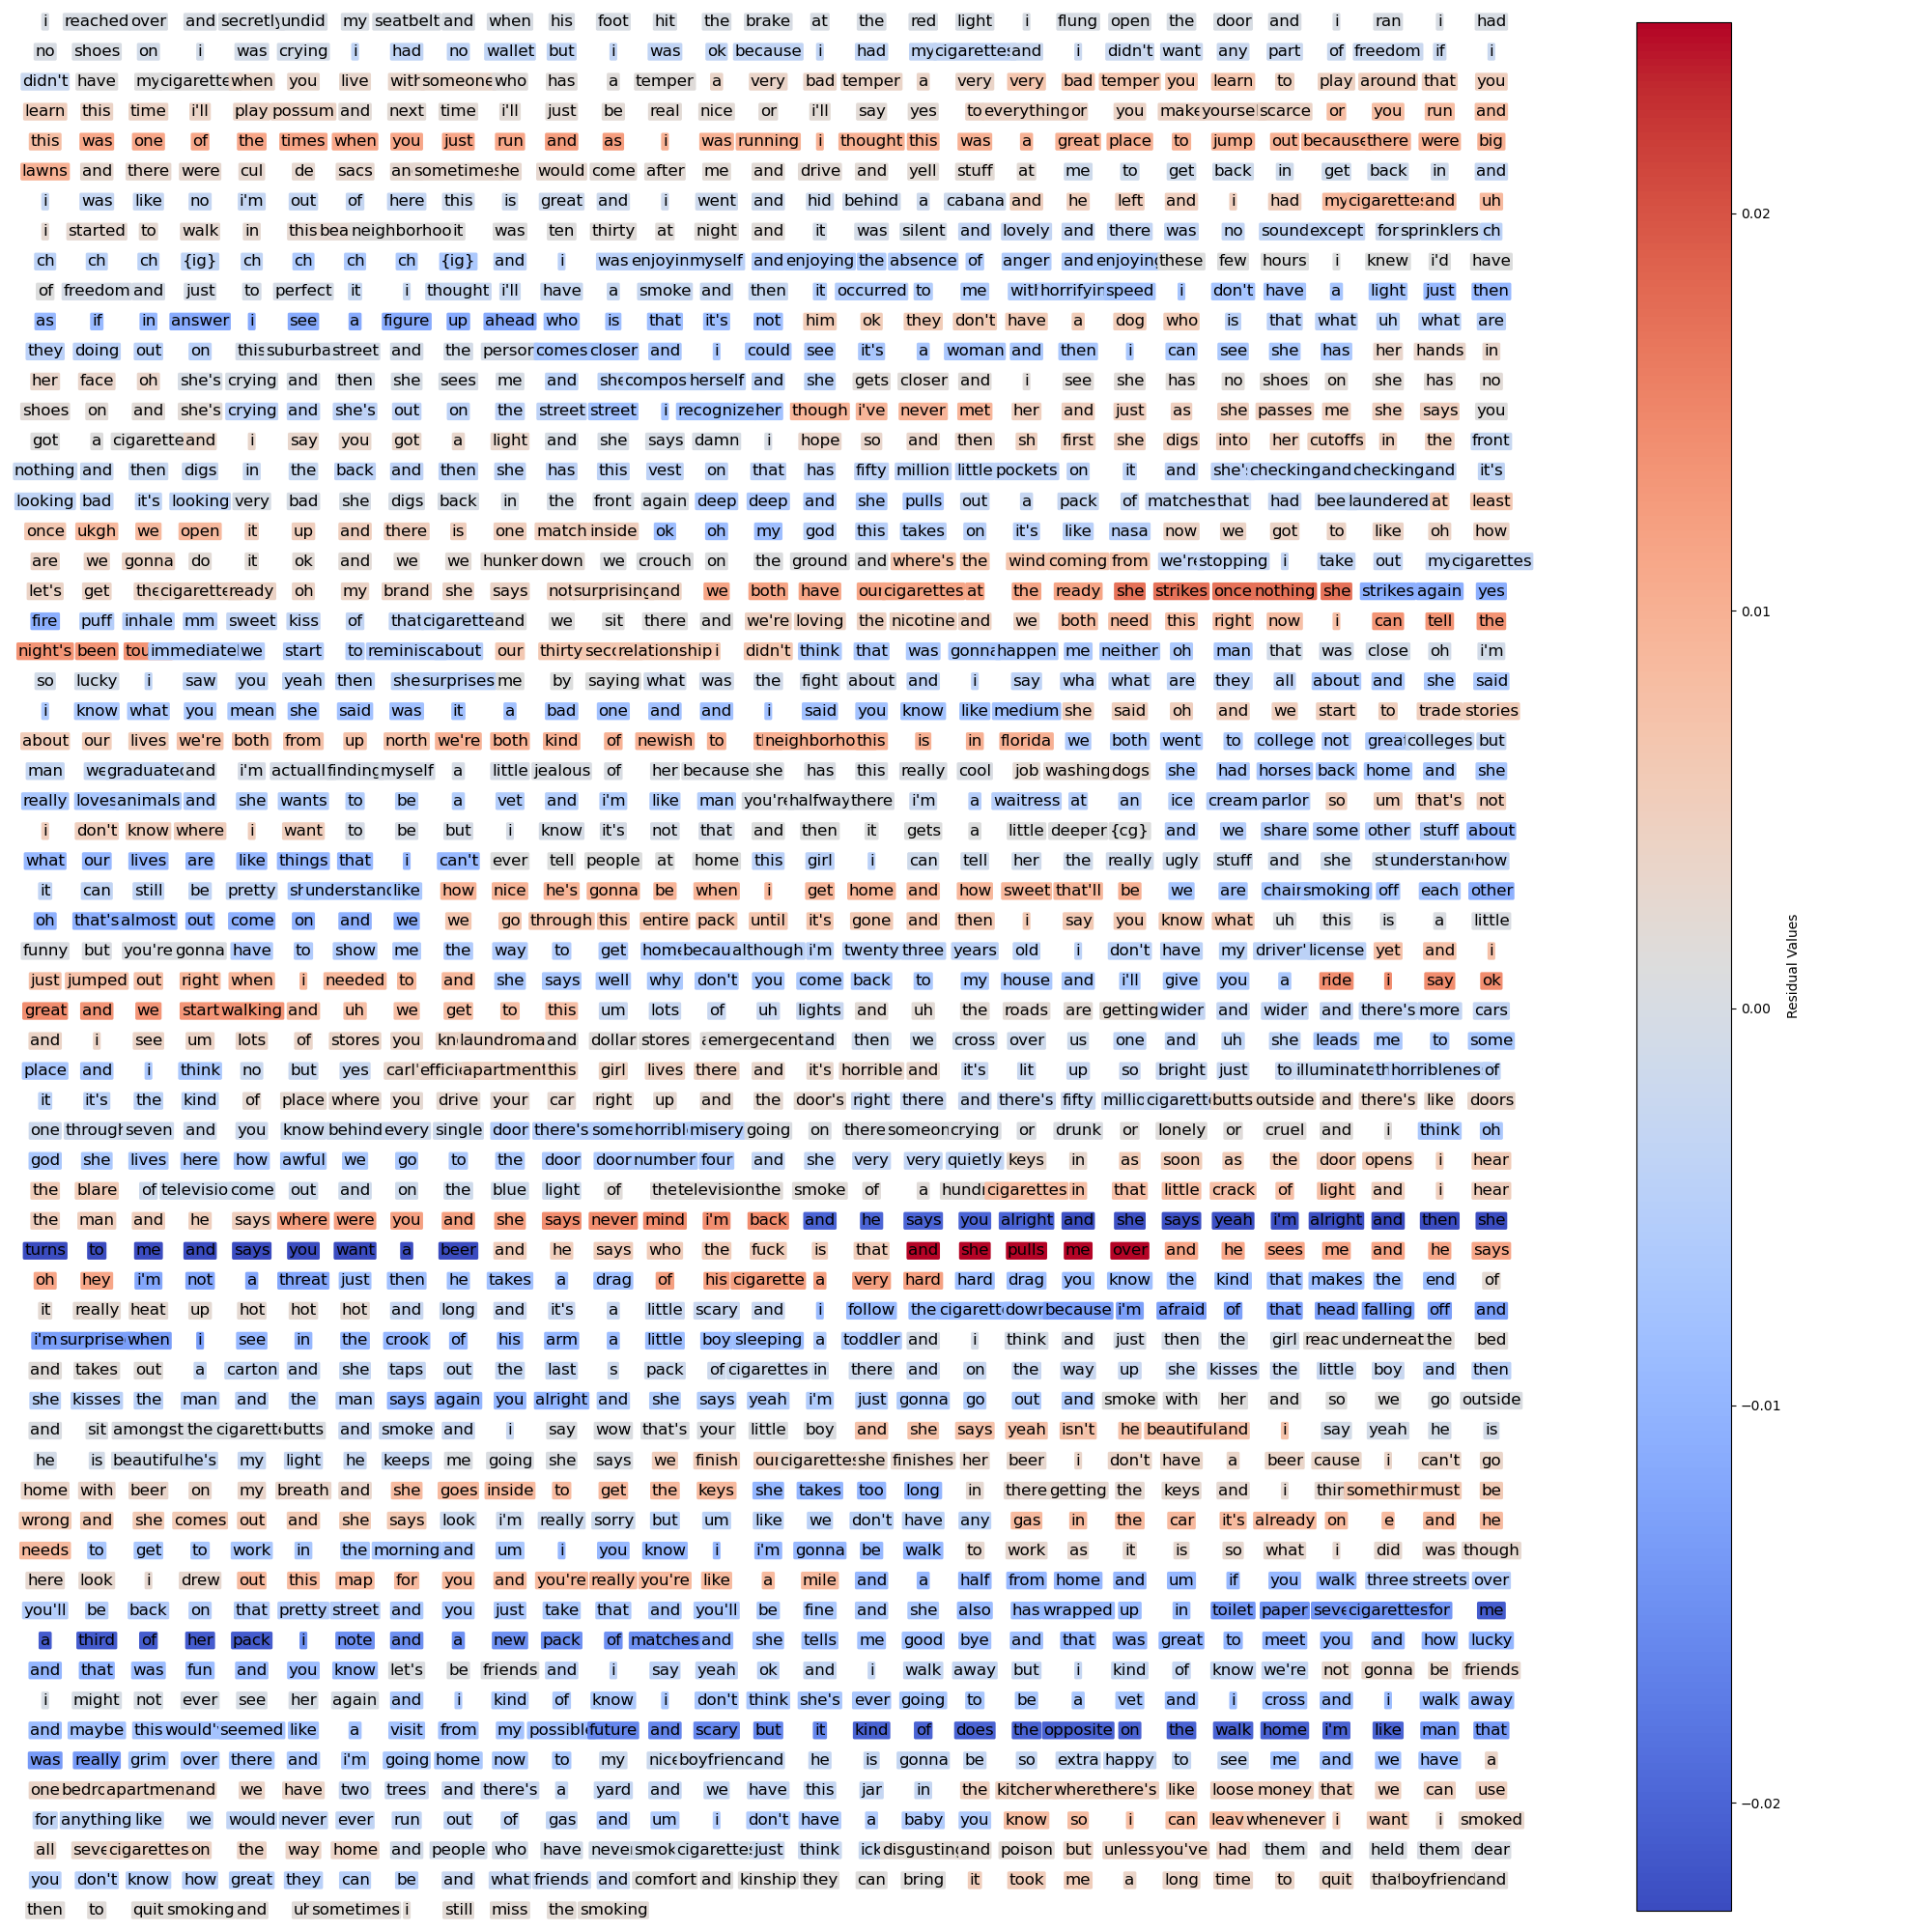 i reached over and secretly undid my seatbelt and when his foot hit the brake at the red light i flung open the door and i ran i had
no shoes on i was crying i had no wallet but i was ok because i had my cigarettes and i didn't want any part of freedom if i
didn't have my cigarette when you live with someone who has a temper a very bad temper a very very bad temper you learn to play around that you
learn this time i'll play possum and next time i'll just be real nice or i'll say yes to everything or you make yoursel scarce or you run and
this was one of the times when you just run and as i was running i thought this was a great place to jump out because there were big
lawns and there were cul de sacs an sometimes he would come after me and drive and yell stuff at me to get back in get back in and
i was like no i'm out of here this is great and i went and hid behind a cabana and he left and i had my cigarettes and uh
i started to walk in this bea neighborhoo it was ten thirty at night and it was silent and lovely and there was no sound except for sprinklers ch
ch ch ch {ig} ch ch ch ch {ig} and i was enjoyin myself and enjoying the absence of anger and enjoying these few hours i knew i'd have
of freedom and just to perfect it i thought i'll have a smoke and then it occurred to me with horrifyin speed i don't have a light just then
as if in answer i see a figure up ahead who is that it's not him ok they don't have a dog who is that what uh what are
they doing out on this suburba street and the person comes closer and i could see it's a woman and then i can see she has her hands in
her face oh she's crying and then she sees me and she compos herself and she gets closer and i see she has no shoes on she has no
shoes on and she's crying and she's out on the street street i recognize her though i've never met her and just as she passes me she says you
got a cigarette and i say you got a light and she says damn i hope so and then sh first she digs into her cutoffs in the front
nothing and then digs in the back and then she has this vest on that has fifty million little pockets on it and she's checking and checking and it's
looking bad it's looking very bad she digs back in the front again deep deep and she pulls out a pack of matches that had bee laundered at least
once ukgh we open it up and there is one match inside ok oh my god this takes on it's like nasa now we got to like oh how
are we gonna do it ok and we we hunker down we crouch on the ground and where's the wind coming from we're stopping i take out my cigarettes
let's get the cigarette ready oh my brand she says not surprising and we both have our cigarettes at the ready she strikes once nothing she strikes again yes
fire puff inhale mm sweet kiss of that cigarette and we sit there and we're loving the nicotine and we both need this right now i can tell the
night's been tou immediatel we start to reminisc about our thirty sec relationship i didn't think that was gonna happen me neither oh man that was close oh i'm
so lucky i saw you yeah then she surprises me by saying what was the fight about and i say wha what are they all about and she said
i know what you mean she said was it a bad one and and i said you know like medium she said oh and we start to trade stories
about our lives we're both from up north we're both kind of newish to t neighborho this is in florida we both went to college not great colleges but
man we graduated and i'm actuall finding myself a little jealous of her because she has this really cool job washing dogs she had horses back home and she
really loves animals and she wants to be a vet and i'm like man you're halfway there i'm a waitress at an ice cream parlor so um that's not
i don't know where i want to be but i know it's not that and then it gets a little deeper {cg} and we share some other stuff about
what our lives are like things that i can't ever tell people at home this girl i can tell her the really ugly stuff and she st understan how
it can still be pretty sh understand like how nice he's gonna be when i get home and how sweet that'll be we are chain smoking off each other
oh that's almost out come on and we we go through this entire pack until it's gone and then i say you know what uh this is a little
funny but you're gonna have to show me the way to get home becau although i'm twenty three years old i don't have my driver' license yet and i
just jumped out right when i needed to and she says well why don't you come back to my house and i'll give you a ride i say ok
great and we start walking and uh we get to this um lots of uh lights and uh the roads are getting wider and wider and there's more cars
and i see um lots of stores you kn laundroma and dollar stores emergecent and then we cross over us one and uh she leads me to some
place and i think no but yes carl' effici apartment this girl lives there and it's horrible and it's lit up so bright just to illuminate th horriblenes of
it it's the kind of place where you drive your car right up and the door's right there and there's fifty millio cigarett butts outside and there's like doors
one through seven and you know behind every single door there's some horribl misery going on there someon crying or drunk or lonely or cruel and i think oh
god she lives here how awful we go to the door door number four and she very very quietly keys in as soon as the door opens i hear
the blare of televisio come out and on the blue light of the television the smoke of a hundr cigarettes in that little crack of light and i hear
the man and he says where were you and she says never mind i'm back and he says you alright and she says yeah i'm alright and then she
turns to me and says you want a beer and he says who the fuck is that and she pulls me over and he sees me and he says
oh hey i'm not a threat just then he takes a drag of his cigarette a very hard hard drag you know the kind that makes the end of
it really heat up hot hot hot and long and it's a little scary and i follow the cigarett down because i'm afraid of that head falling off and
i'm surprise when i see in the crook of his arm a little boy sleeping a toddler and i think and just then the girl reac underneat the bed
and takes out a carton and she taps out the last s pack of cigarettes in there and on the way up she kisses the little boy and then
she kisses the man and the man says again you alright and she says yeah i'm just gonna go out and smoke with her and so we go outside
and sit amongst the cigarett butts and smoke and i say wow that's your little boy and she says yeah isn't he beautiful and i say yeah he is
he is beautiful he's my light he keeps me going she says we finish our cigarettes she finishes her beer i don't have a beer cause i can't go
home with beer on my breath and she goes inside to get the keys she takes too long in there getting the keys and i thin somethin must be
wrong and she comes out and she says look i'm really sorry but um like we don't have any gas in the car it's already on e and he
needs to get to work in the morning and um i you know i i'm gonna be walk to work as it is so what i did was though
here look i drew out this map for you and you're really you're like a mile and a half from home and um if you walk three streets over
you'll be back on that pretty street and you just take that and you'll be fine and she also has wrapped up in toilet paper seve cigarettes for me
a third of her pack i note and a new pack of matches and she tells me good bye and that was great to meet you and how lucky
and that was fun and you know let's be friends and i say yeah ok and i walk away but i kind of know we're not gonna be friends
i might not ever see her again and i kind of know i don't think she's ever going to be a vet and i cross and i walk away
and maybe this would' seemed like a visit from my possible future and scary but it kind of does the opposite on the walk home i'm like man that
was really grim over there and i'm going home now to my nice boyfrienc and he is gonna be so extra happy to see me and we have a
one bedro apartmen and we have two trees and there's a yard and we have this jar in the kitchen where there's like loose money that we can use
for anything like we would never ever run out of gas and um i don't have a baby you know so i can leav whenever i want i smoked
all seve cigarettes on the way home and people who have neve smok cigarettes just think ick disgusting and poison but unless you've had them and held them dear
you don't know how great they can be and what friends and comfort and kinship they can bring it took me a long time to quit that boyfriend and
then to quit smoking and uh sometimes i still miss the smoking
0.02
0.01
0.00
−0.01
−0.02
Residual Values